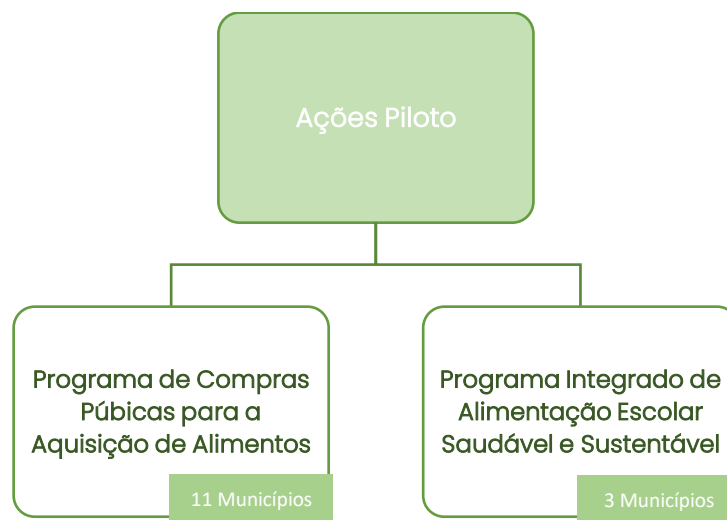 Ações Piloto
Programa de Compras
Púbicas para a
Aquisição de Alimentos
11 Municípios
Programa Integrado de
Alimentação Escolar
Saudável e Sustentável
3 Municípios